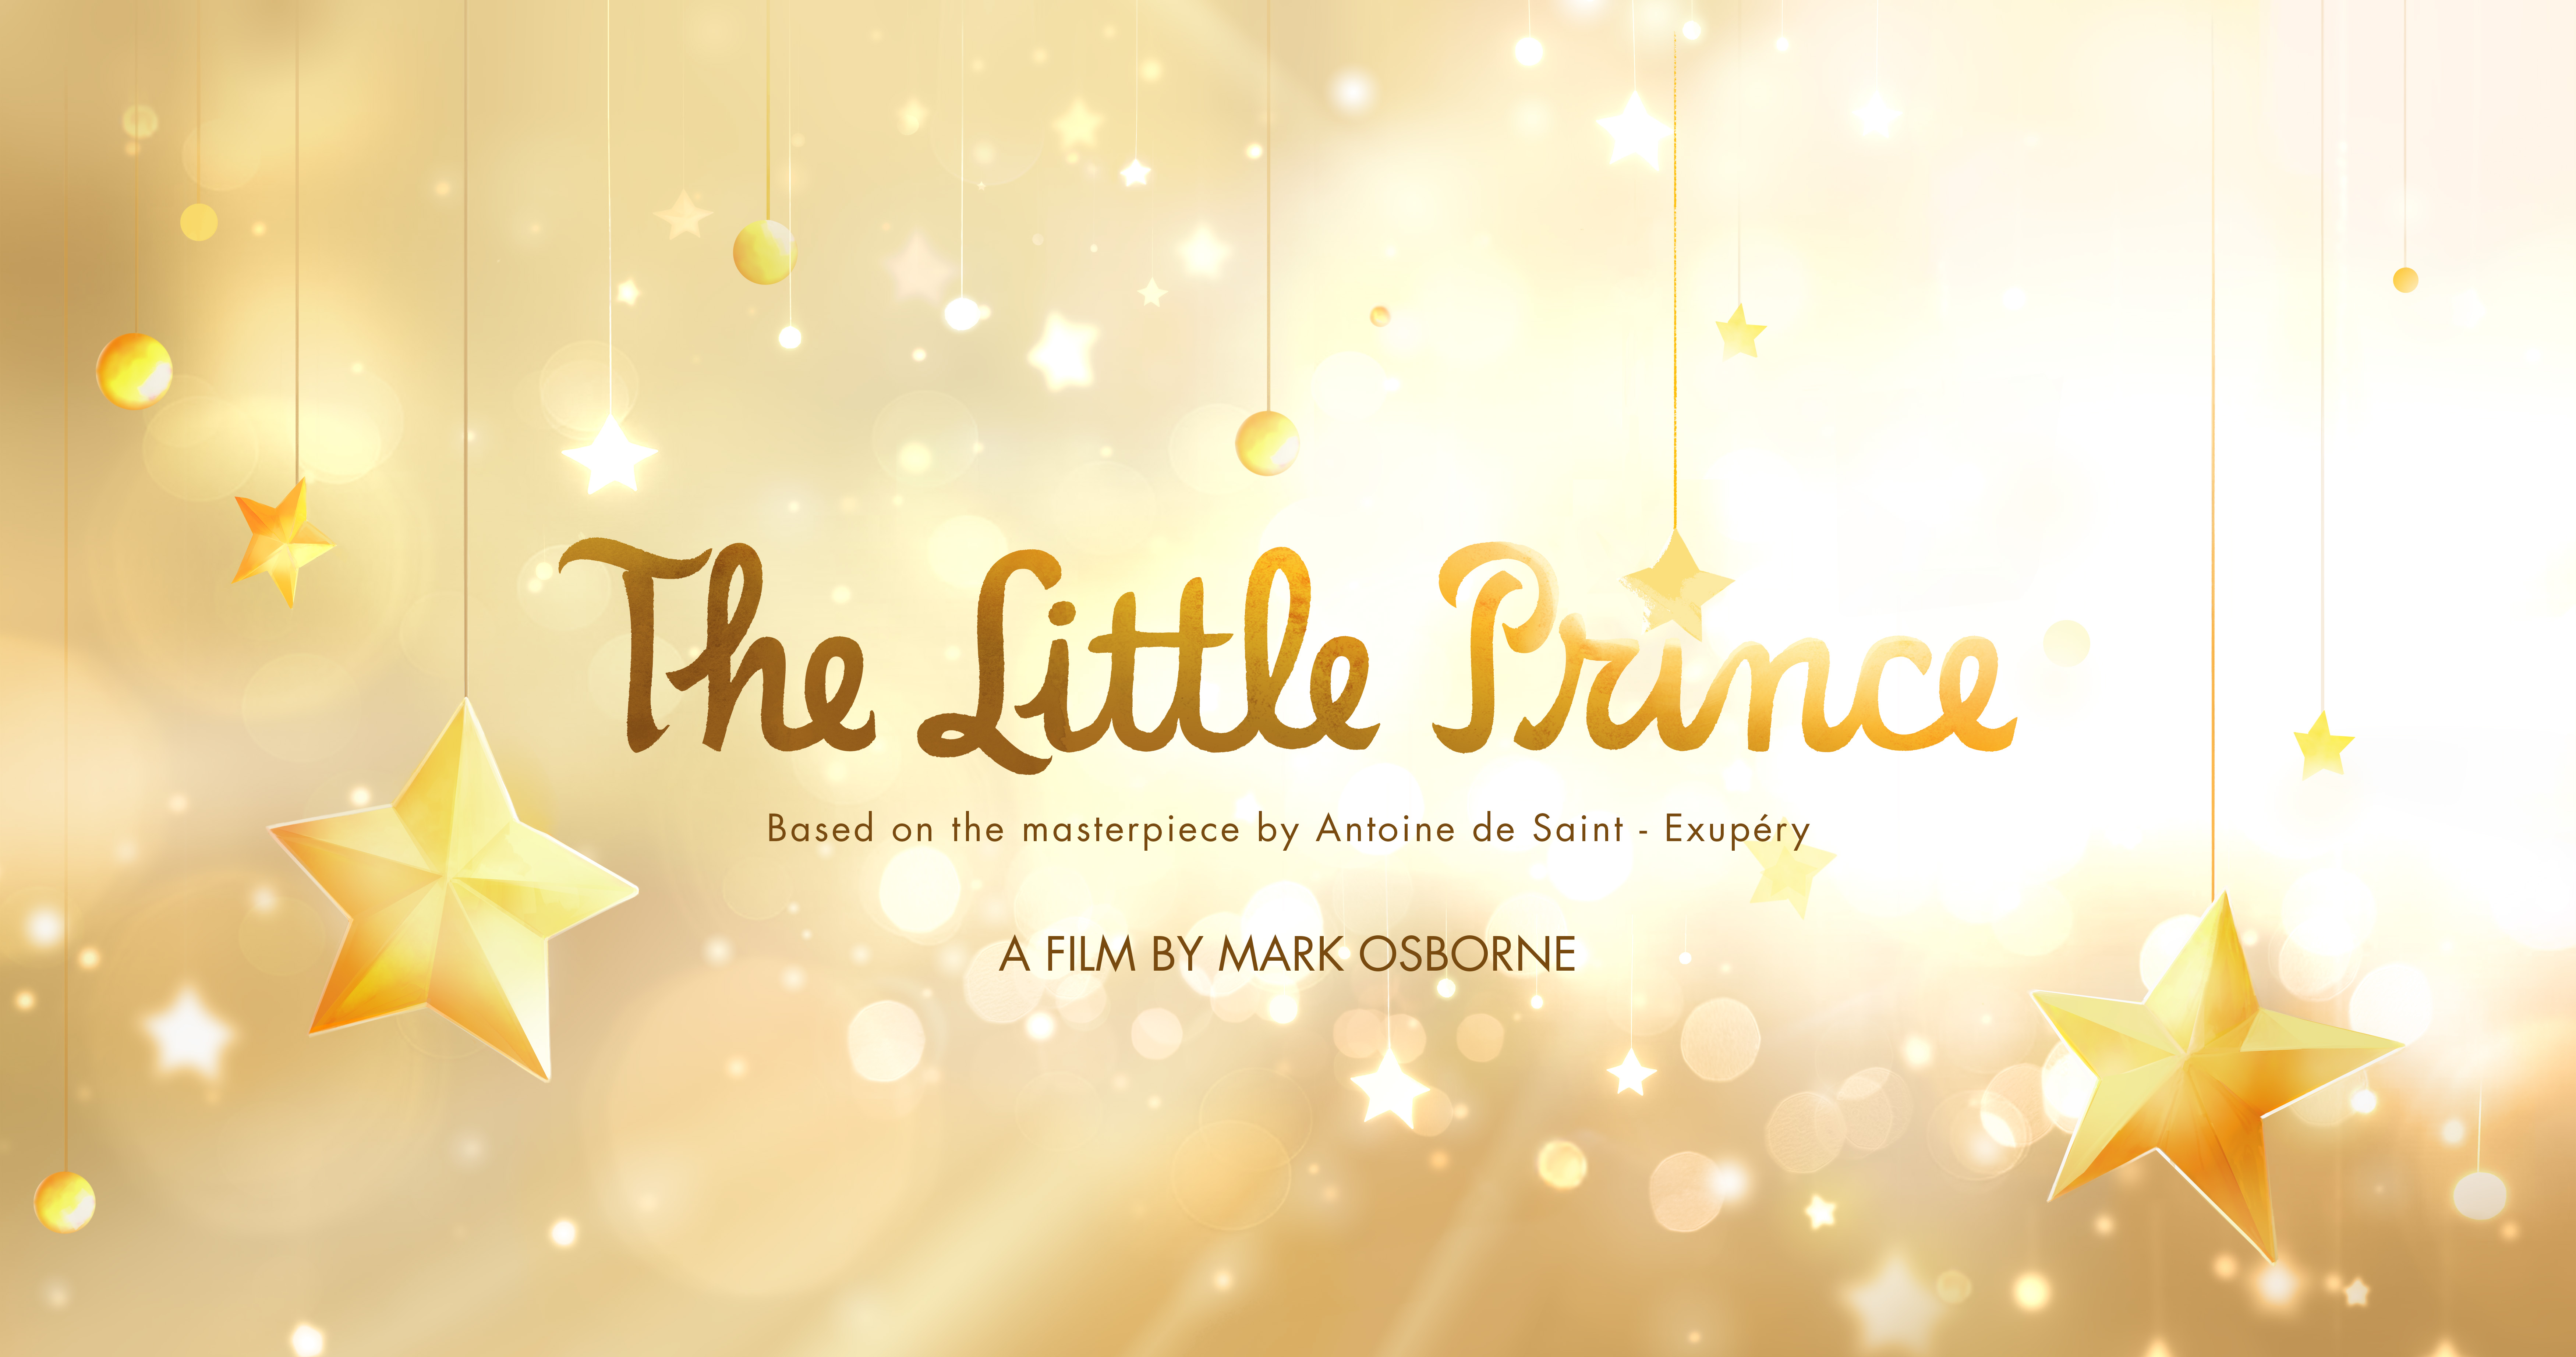 The Little Prince
Based on the masterpiece by Antoine de Saint - Exupéry
A FILM BY MARK OSBORNE